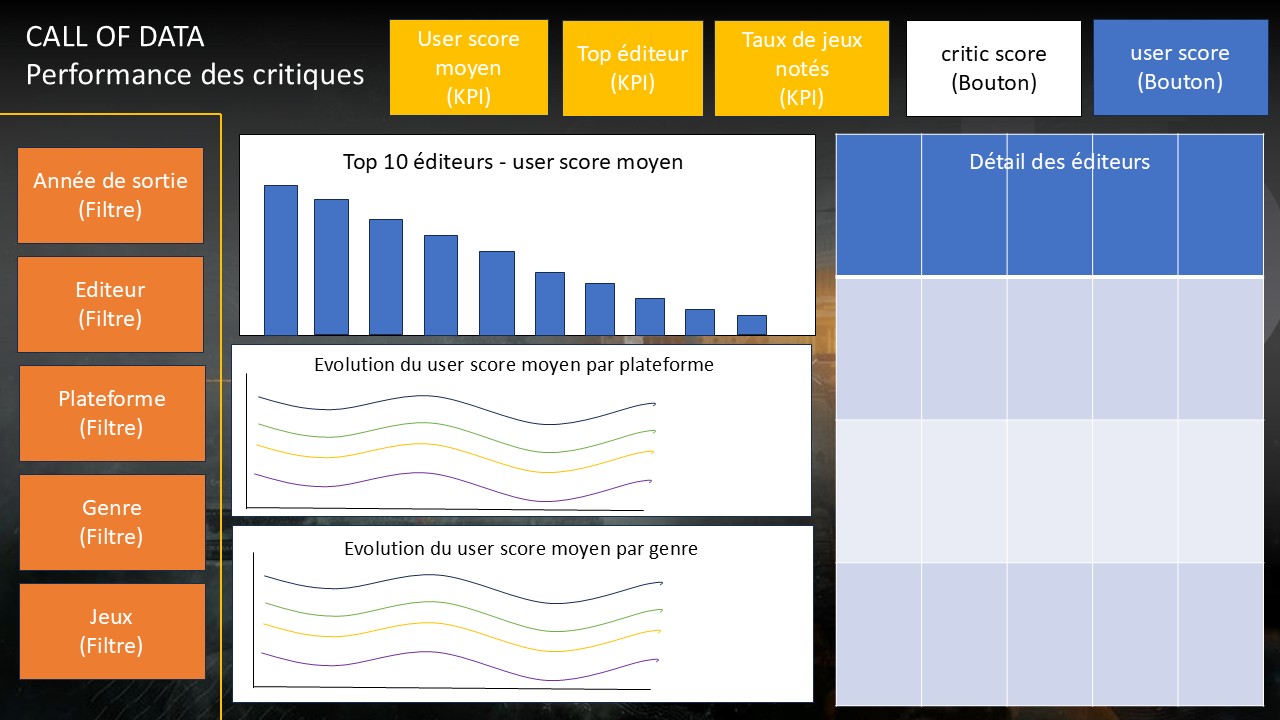 CALL OF DATA
Performance des critiques
User score
moyen
(KPI)
Top éditeur
(KPI)
Taux de jeux
notés
(KPI)
critic score
(Bouton)
user score
(Bouton)
Année de sortie
(Filtre)
Editeur
(Filtre)
Plateforme
(Filtre)
Genre
(Filtre)
Jeux
(Filtre)
Top 10 éditeurs - user score moyen
Evolution du user score moyen par plateforme
Evolution du user score moyen par genre
Détail des éditeurs